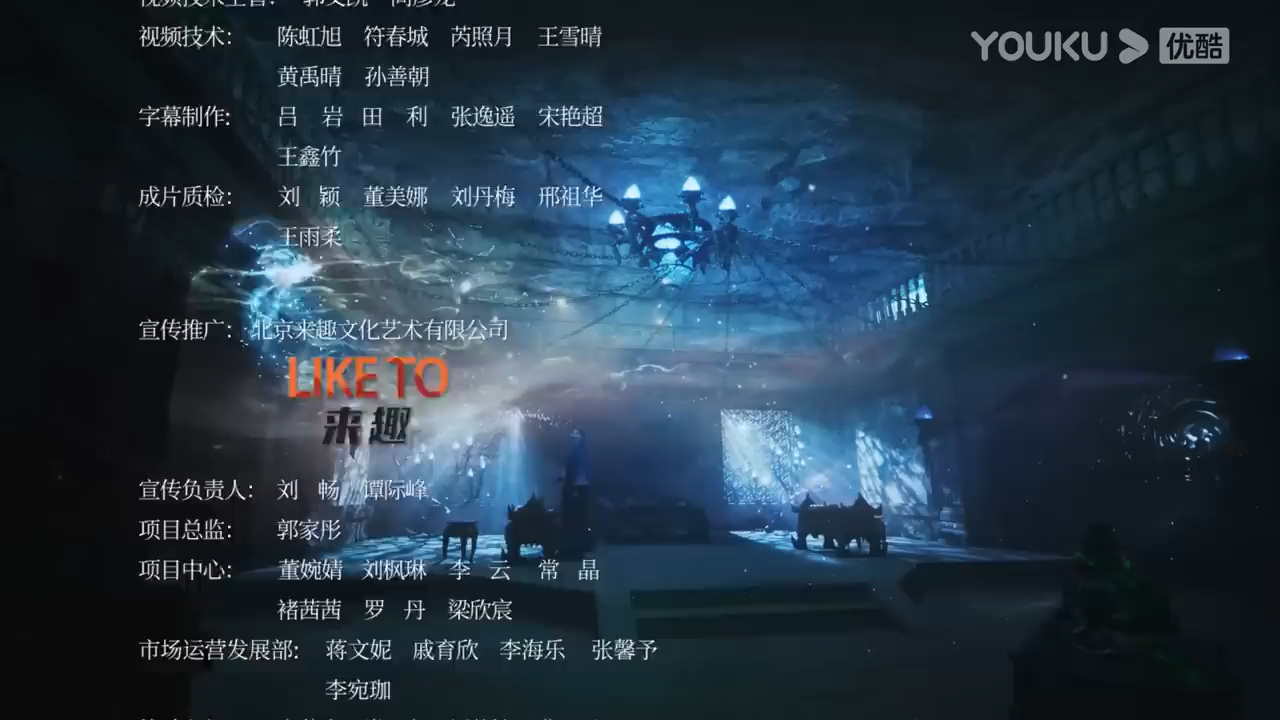 视频技术: 陈虹旭 符春城 芮照月 王雪晴
黄禹晴 孙善朝
字幕制作: 吕岩 田利 张逸遥 宋艳超
王鑫竹
成片质检: 刘颖 董美娜 刘丹梅 邢祖华
王雨柔
宣传推广: 北京来趣文化艺术有限公司
LIKE TO
来趣
宣传负责人: 刘畅 谭际峰
项目总监: 郭家彤
项目中心: 董婉婧 刘枫琳 李云 常晶
褚茜茜 罗丹 梁欣宸
市场运营发展部: 蒋文妮 戚育欣 李海乐 张馨予
李宛珈
YOUKU 优酷